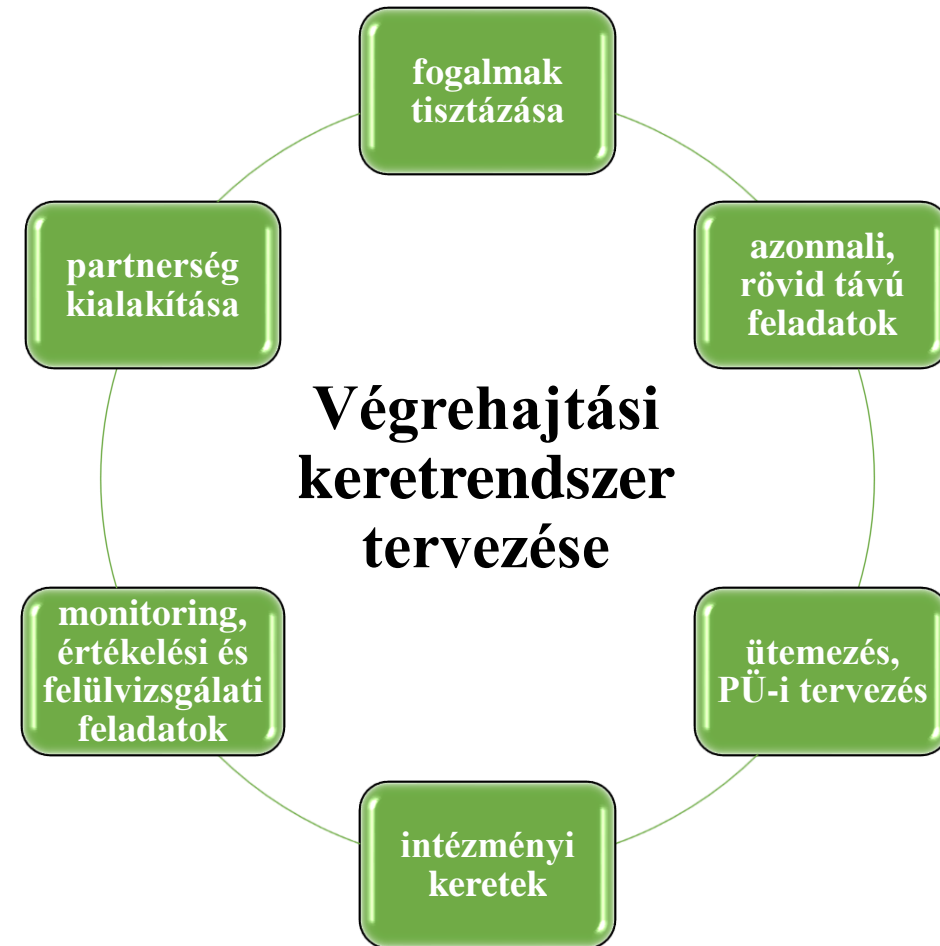 fogalmak
tisztázása
azonnali,
rövid távú
feladatok
ütemezés,
PÜ-i tervezés
intézményi
keretek
monitoring,
értékelési és
felülvizsgálati
feladatok
partnerség
kialakítása
Végrehajtási
keretrendszer
tervezése